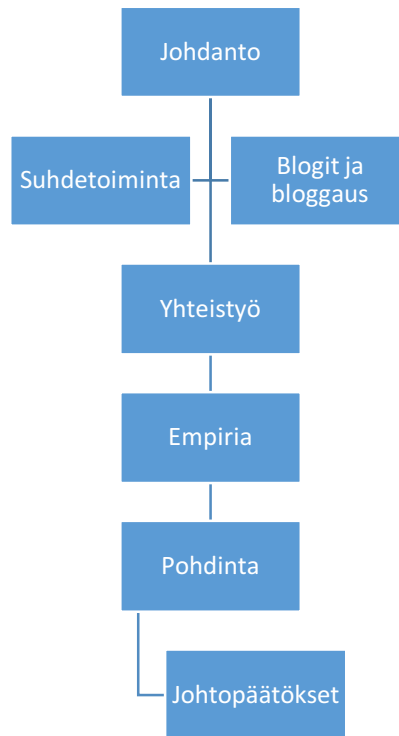 Johdanto
Suhdetoiminta
Blogit ja
bloggaus
Yhteistyö
Empiria
Pohdinta
Johtopäätökset